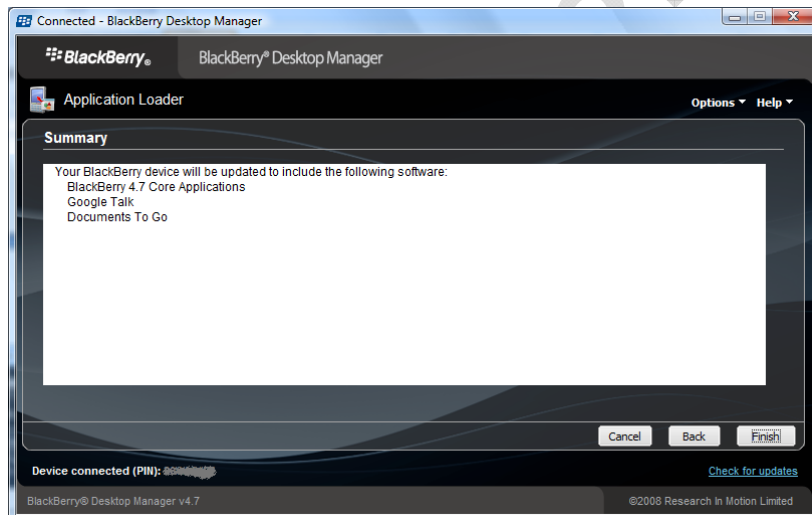 Connected - BlackBerry Desktop Manager
BlackBerry®
BlackBerry® Desktop Manager
Application Loader
Options Help
Summary
Your BlackBerry device will be updated to include the following software:
BlackBerry 4.7 Core Applications
Google Talk
Documents To Go
Cancel Back Finish
Device connected (PIN):
Check for updates
BlackBerry® Desktop Manager v4.7
©2008 Research In Motion Limited